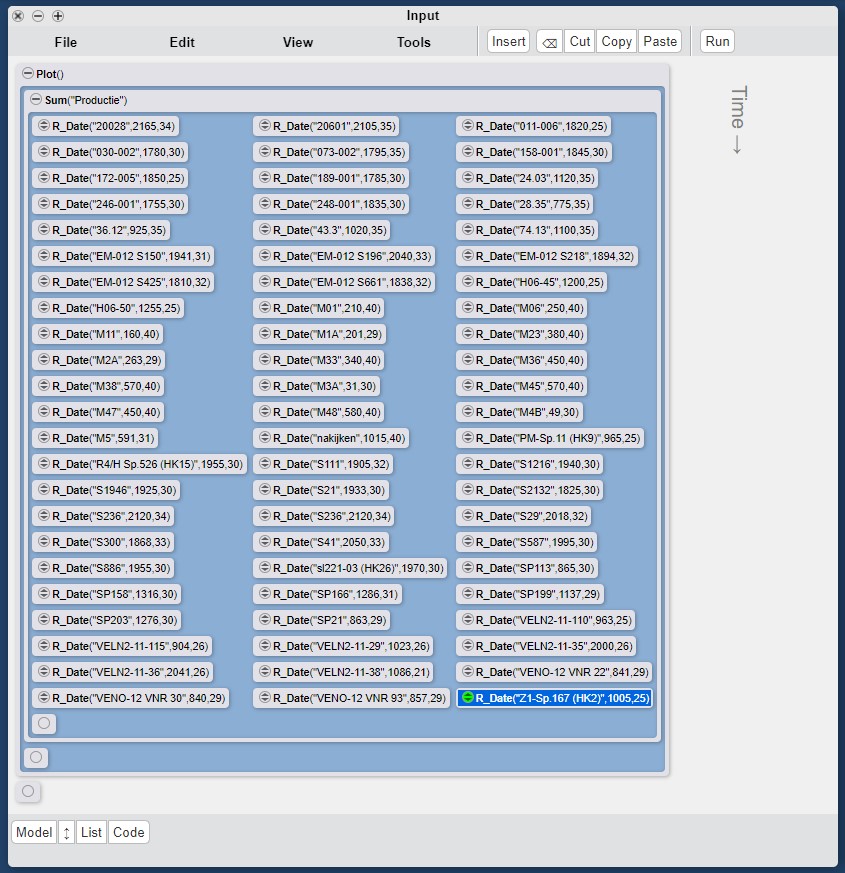 Input
File Edit View Tools Insert ⌫ Cut Copy Paste Run
Plot()
Time →
Sum("Productie")
R_Date("20028",2165,34) R_Date("20601",2105,35) R_Date("011-006",1820,25)
R_Date("030-002",1780,30) R_Date("073-002",1795,35) R_Date("158-001",1845,30)
R_Date("172-005",1850,25) R_Date("189-001",1785,30) R_Date("24.03",1120,35)
R_Date("246-001",1755,30) R_Date("248-001",1835,30) R_Date("28.35",775,35)
R_Date("36.12",925,35) R_Date("43.3",1020,35) R_Date("74.13",1100,35)
R_Date("EM-012 S150",1941,31) R_Date("EM-012 S196",2040,33) R_Date("EM-012 S218",1894,32)
R_Date("EM-012 S425",1810,32) R_Date("EM-012 S661",1838,32) R_Date("H06-45",1200,25)
R_Date("H06-50",1255,25) R_Date("M01",210,40) R_Date("M06",250,40)
R_Date("M11",160,40) R_Date("M1A",201,29) R_Date("M23",380,40)
R_Date("M2A",263,29) R_Date("M33",340,40) R_Date("M36",450,40)
R_Date("M38",570,40) R_Date("M3A",31,30) R_Date("M45",570,40)
R_Date("M47",450,40) R_Date("M48",580,40) R_Date("M4B",49,30)
R_Date("M5",591,31) R_Date("nakijken",1015,40) R_Date("PM-Sp.11 (HK9)",965,25)
R_Date("R4/H Sp.526 (HK15)",1955,30) R_Date("S111",1905,32) R_Date("S1216",1940,30)
R_Date("S1946",1925,30) R_Date("S21",1933,30) R_Date("S2132",1825,30)
R_Date("S236",2120,34) R_Date("S236",2120,34) R_Date("S29",2018,32)
R_Date("S300",1868,33) R_Date("S41",2050,33) R_Date("S587",1995,30)
R_Date("S886",1955,30) R_Date("sl221-03 (HK26)",1970,30) R_Date("SP113",865,30)
R_Date("SP158",1316,30) R_Date("SP166",1286,31) R_Date("SP199",1137,29)
R_Date("SP203",1276,30) R_Date("SP21",863,29) R_Date("VELN2-11-110",963,25)
R_Date("VELN2-11-115",904,26) R_Date("VELN2-11-29",1023,26) R_Date("VELN2-11-35",2000,26)
R_Date("VELN2-11-36",2041,26) R_Date("VELN2-11-38",1086,21) R_Date("VENO-12 VNR 22",841,29)
R_Date("VENO-12 VNR 30",840,29) R_Date("VENO-12 VNR 93",857,29) R_Date("Z1-Sp.167 (HK2)",1005,25)
Model ↕ List Code